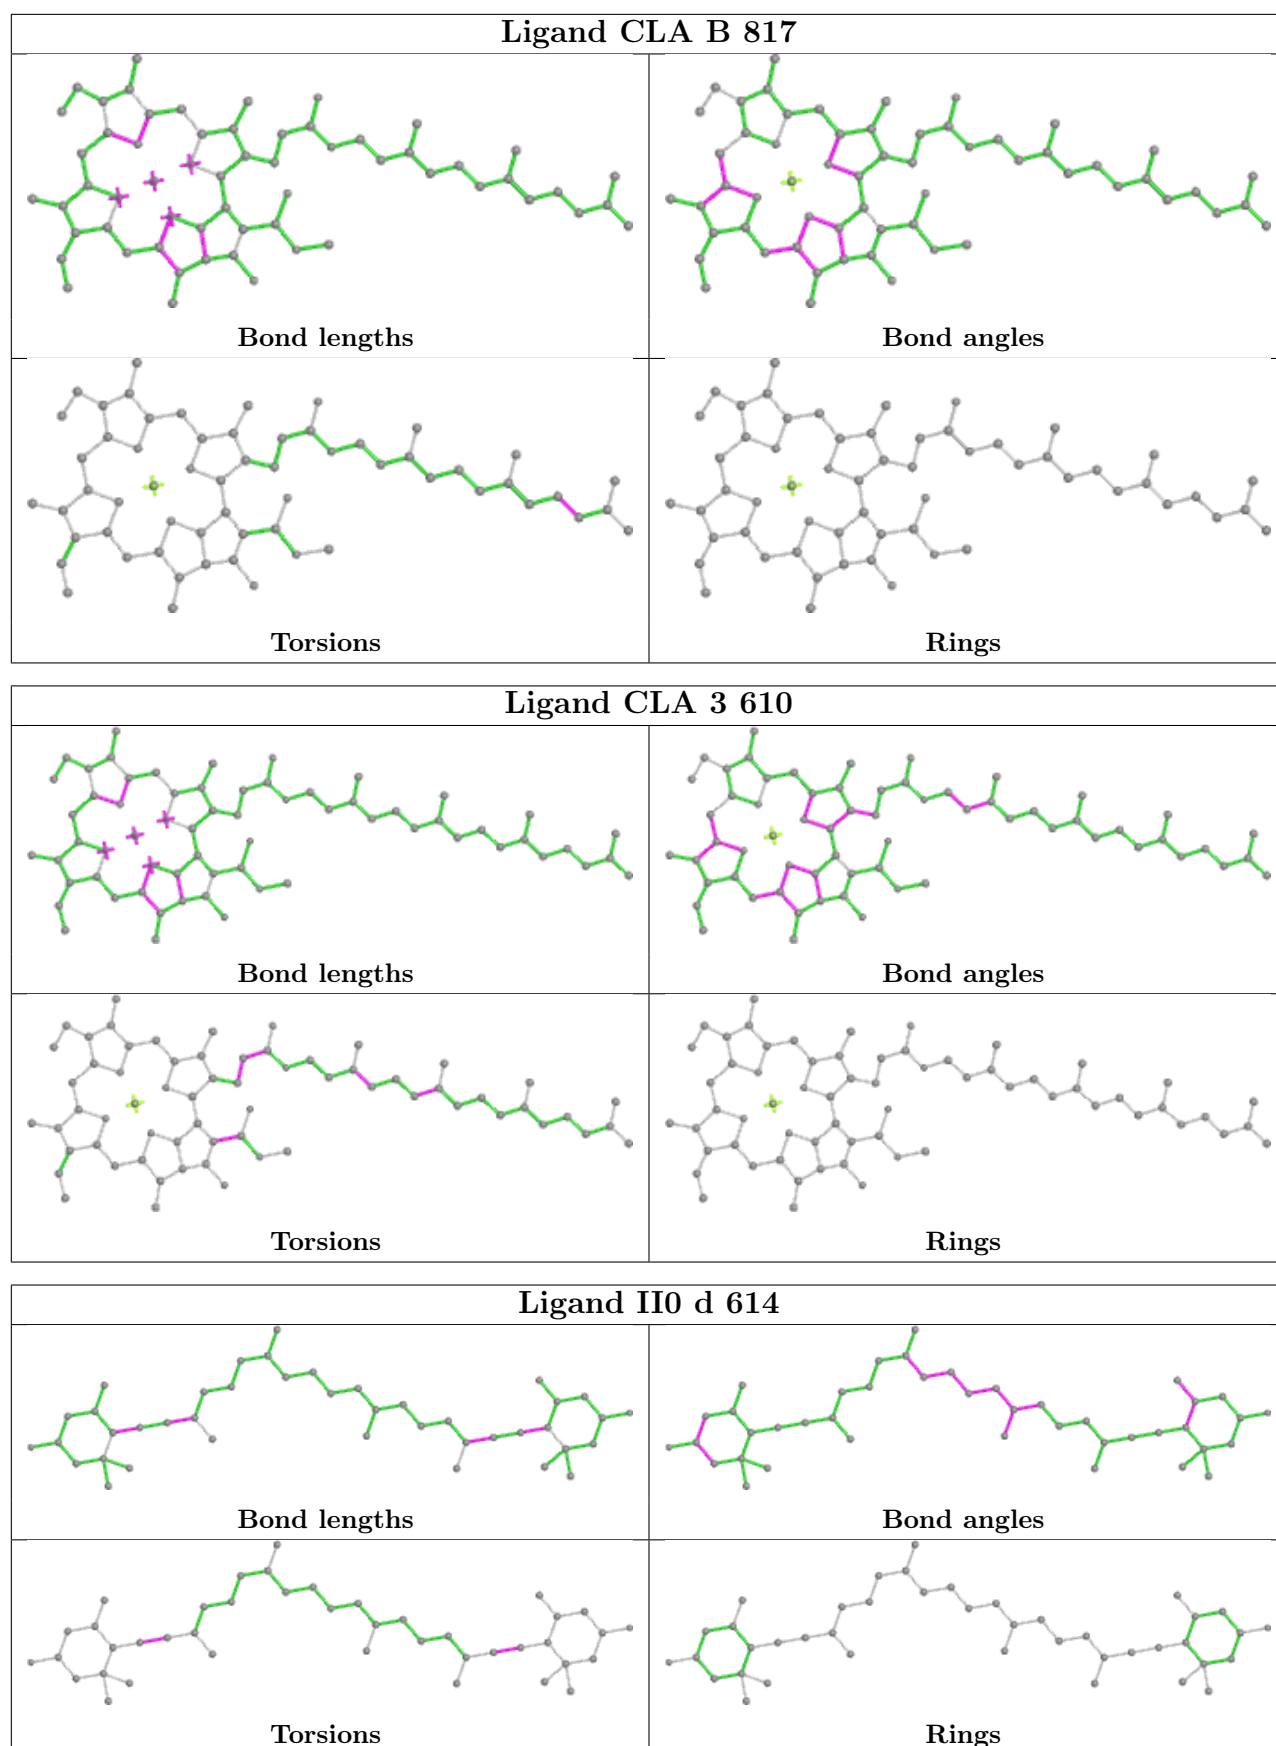 Ligand CLA B 817
Bond lengths
Bond angles
Torsions
Rings
Ligand CLA 3 610
Bond lengths
Bond angles
Torsions
Rings
Ligand II0 d 614
Bond lengths
Bond angles
Torsions
Rings